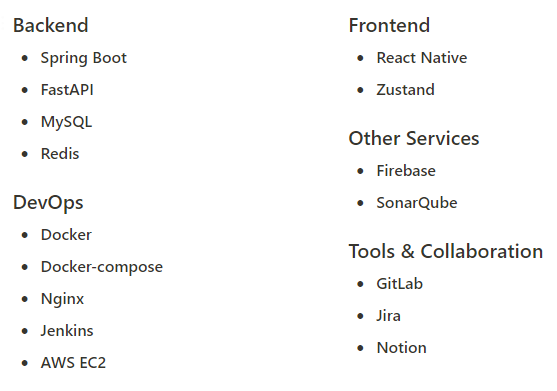 Backend
• Spring Boot
• FastAPI
• MySQL
• Redis
DevOps
• Docker
• Docker-compose
• Nginx
• Jenkins
• AWS EC2
Frontend
• React Native
• Zustand
Other Services
• Firebase
• SonarQube
Tools & Collaboration
• GitLab
• Jira
• Notion